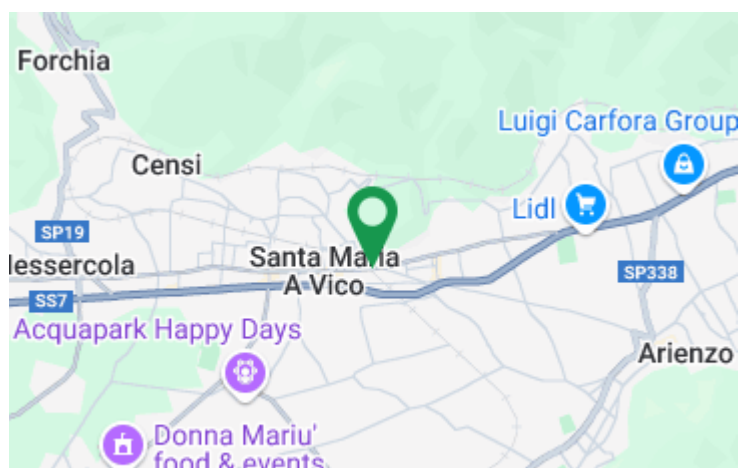 Forchia
Luigi Carfora Group
Censi
Lidl
SP19
Santa Maria
A Vico
Messercola
SP338
SS7
Acquapark Happy Days
Arienzo
Donna Mariu'
food & events